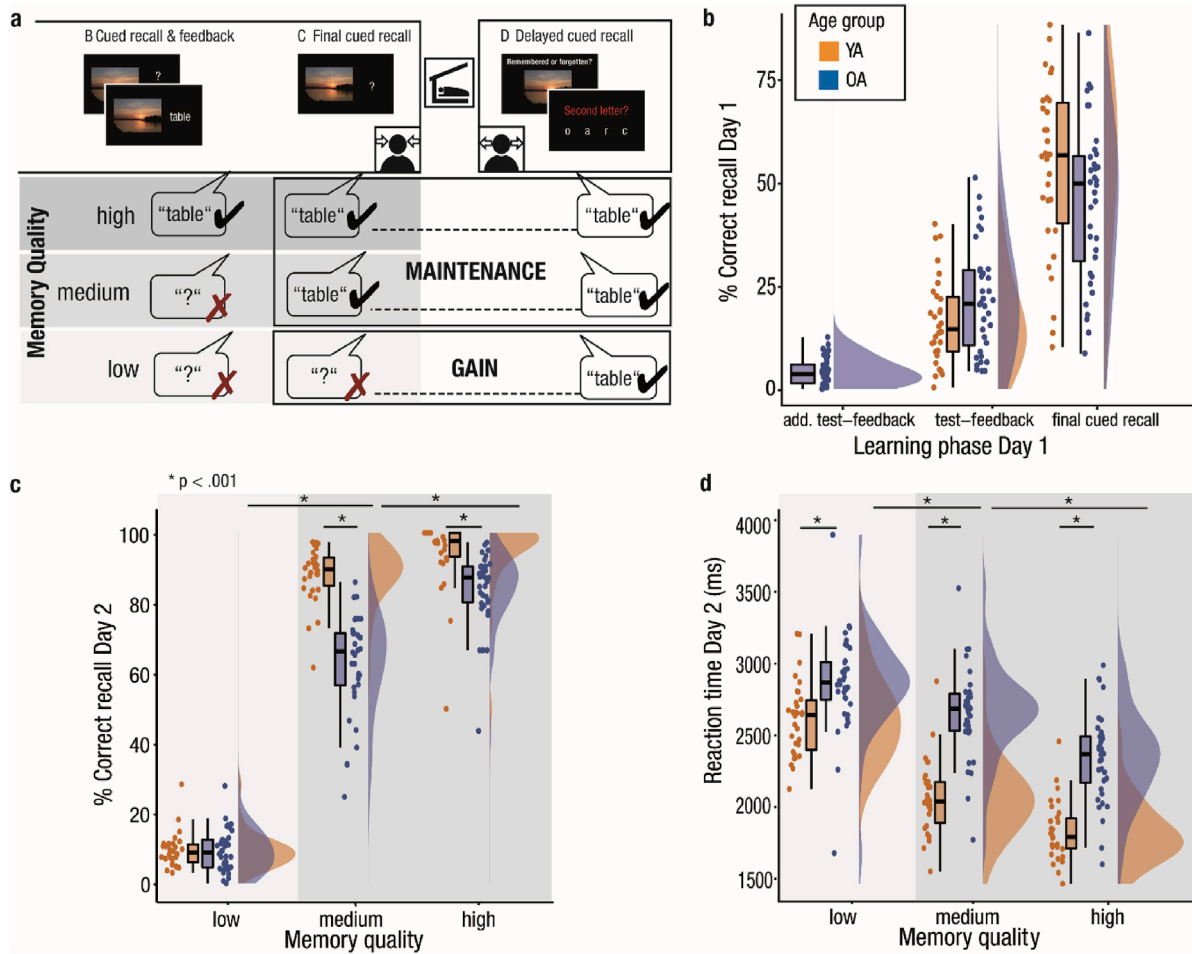 a
B Cued recall & feedback
C Final cued recall
D Delayed cued recall
?
table
?
Remembered or forgotten?
Second letter?
o a r c
Memory Quality
high
"table"
"table"
"table"
medium
"?"
"table"
MAINTENANCE
"table"
low
"?"
"?"
GAIN
"table"
b
Age group
YA
OA
% Correct recall Day 1
75
50
25
0
add. test–feedback
test–feedback
final cued recall
Learning phase Day 1
c
* p < .001
*
*
*
*
% Correct recall Day 2
100
80
60
40
20
0
low
medium
high
Memory quality
d
*
*
*
*
*
Reaction time Day 2 (ms)
4000
3500
3000
2500
2000
1500
low
medium
high
Memory quality